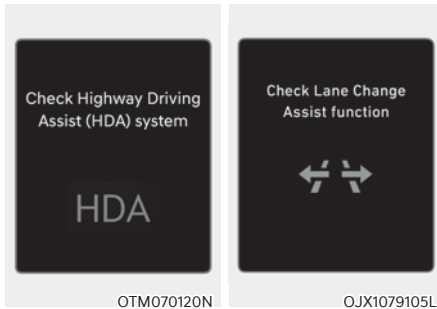 Check Highway Driving
Assist (HDA) system
HDA
OTM070120N
Check Lane Change
Assist function
OJX1079105L